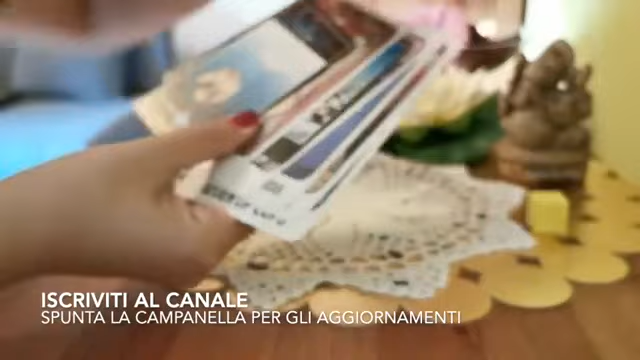 ISCRIVITI AL CANALE
SPUNTA LA CAMPANELLA PER GLI AGGIORNAMENTI